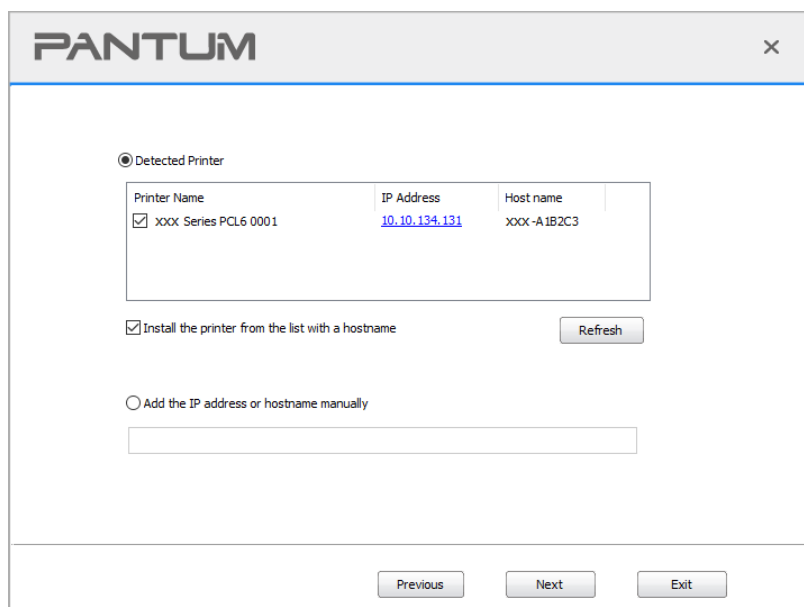 PANTUM
Detected Printer
Printer Name IP Address Host name
XXX Series PCL6 0001 10.10.134.131 XXX-A1B2C3
Install the printer from the list with a hostname Refresh
Add the IP address or hostname manually
Previous Next Exit